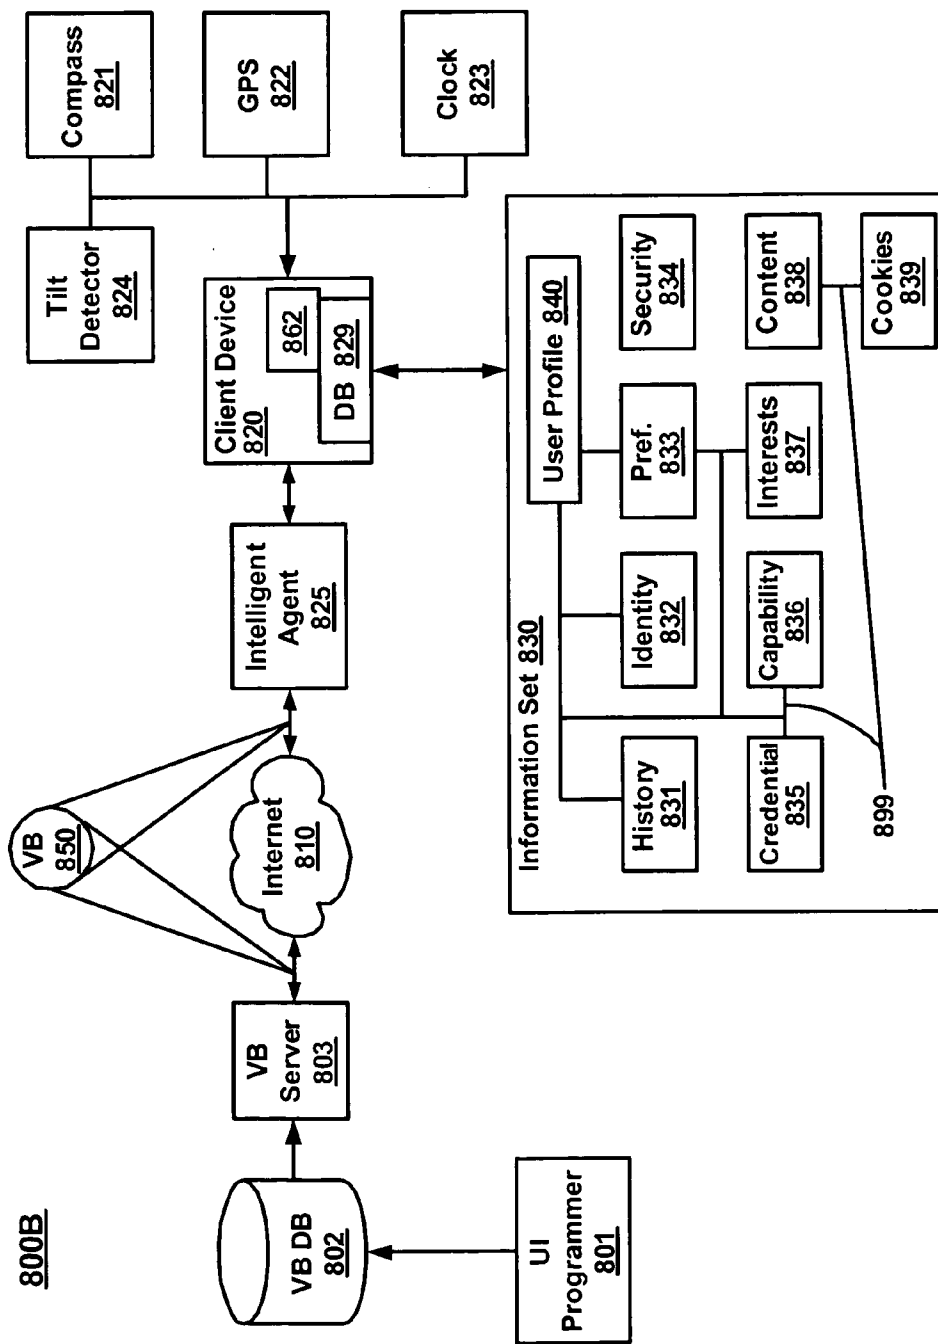 800B
VB
850
VB DB
802
VB
Server
803
Internet
810
Intelligent
Agent
825
Client Device
820
862
DB 829
Tilt
Detector
824
Compass
821
GPS
822
Clock
823
UI
Programmer
801
Information Set 830
User Profile 840
History
831
Identity
832
Pref.
833
Security
834
Credential
835
Capability
836
Interests
837
Content
838
Cookies
839
899